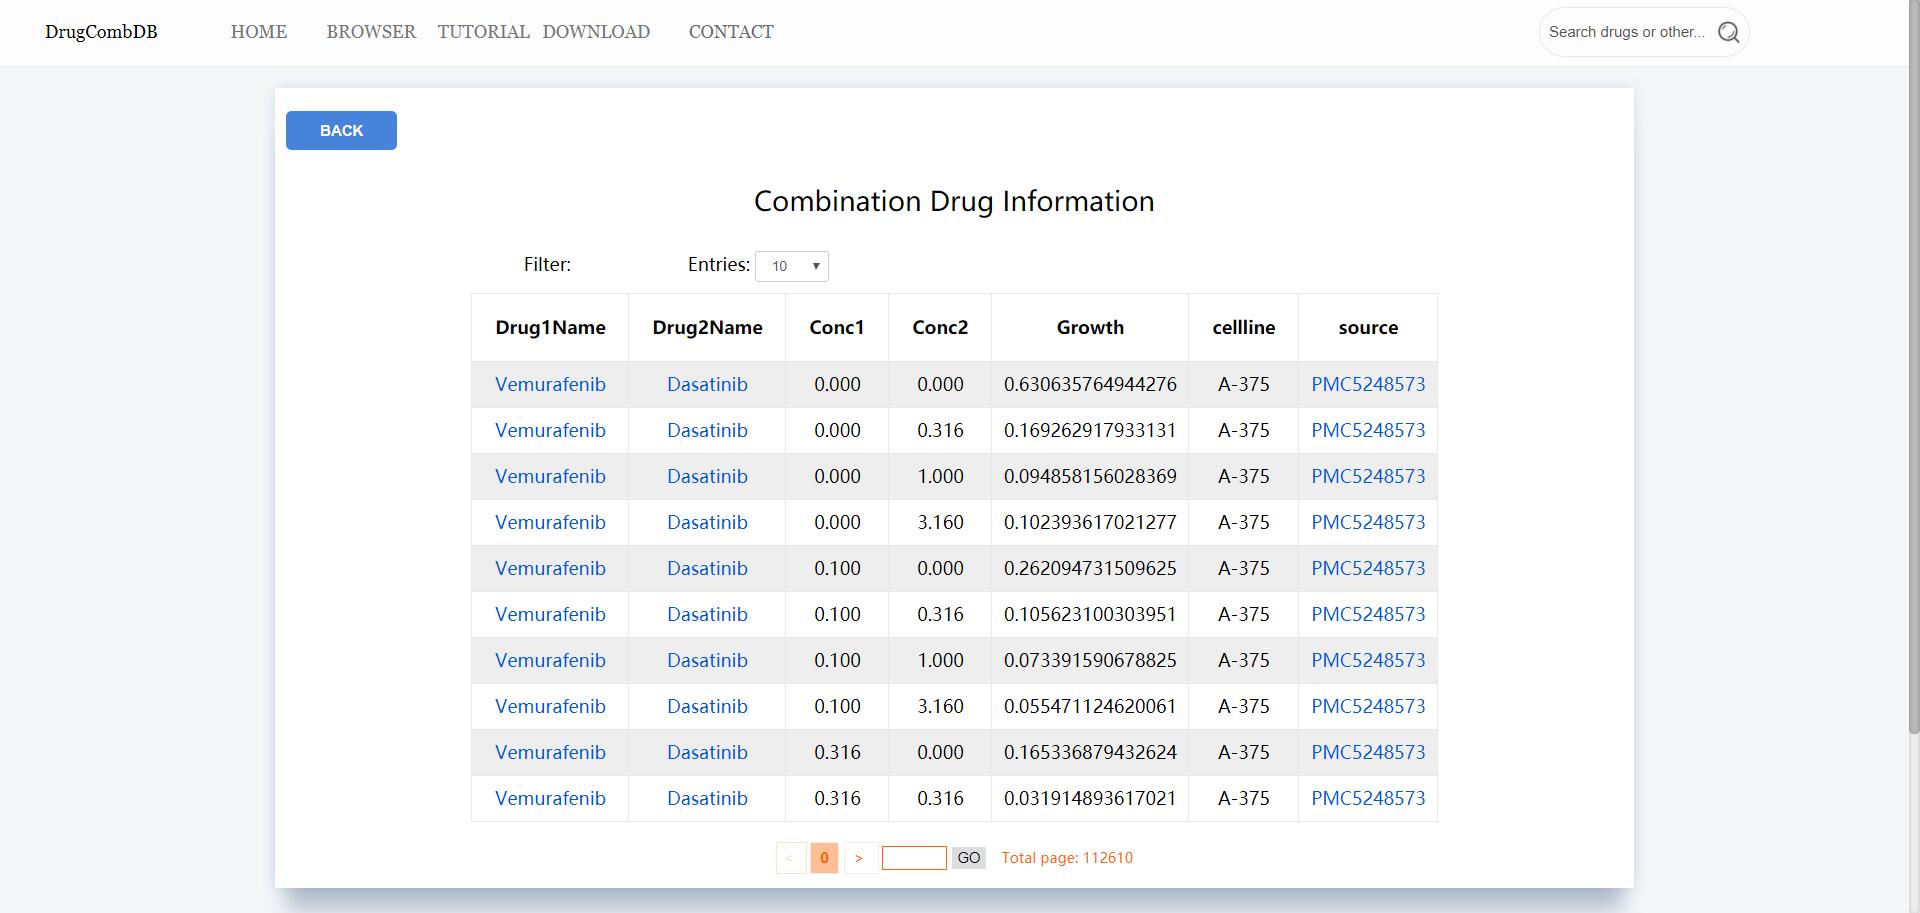 DrugCombDB HOME BROWSER TUTORIAL DOWNLOAD CONTACT Search drugs or other...
BACK
Combination Drug Information
Filter: Entries: 10 ▼
Drug1Name Drug2Name Conc1 Conc2 Growth cellline source
Vemurafenib Dasatinib 0.000 0.000 0.630635764944276 A-375 PMC5248573
Vemurafenib Dasatinib 0.000 0.316 0.169262917933131 A-375 PMC5248573
Vemurafenib Dasatinib 0.000 1.000 0.094858156028369 A-375 PMC5248573
Vemurafenib Dasatinib 0.000 3.160 0.102393617021277 A-375 PMC5248573
Vemurafenib Dasatinib 0.100 0.000 0.262094731509625 A-375 PMC5248573
Vemurafenib Dasatinib 0.100 0.316 0.105623100303951 A-375 PMC5248573
Vemurafenib Dasatinib 0.100 1.000 0.073391590678825 A-375 PMC5248573
Vemurafenib Dasatinib 0.100 3.160 0.055471124620061 A-375 PMC5248573
Vemurafenib Dasatinib 0.316 0.000 0.165336879432624 A-375 PMC5248573
Vemurafenib Dasatinib 0.316 0.316 0.031914893617021 A-375 PMC5248573
< 0 > GO Total page: 112610